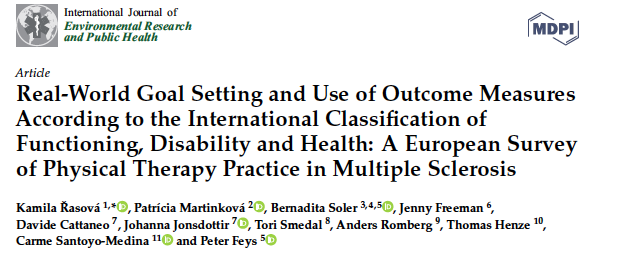 International Journal of
Environmental Research
and Public Health
MDPI
Article
Real-World Goal Setting and Use of Outcome Measures
According to the International Classification of
Functioning, Disability and Health: A European Survey
of Physical Therapy Practice in Multiple Sclerosis
Kamila Řasová 1,*, Patrícia Martinková 2, Bernadita Soler 3,4,5, Jenny Freeman 6,
Davide Cattaneo 7, Johanna Jonsdottir 7, Tori Smedal 8, Anders Romberg 9, Thomas Henze 10,
Carme Santoyo-Medina 11 and Peter Feys 5